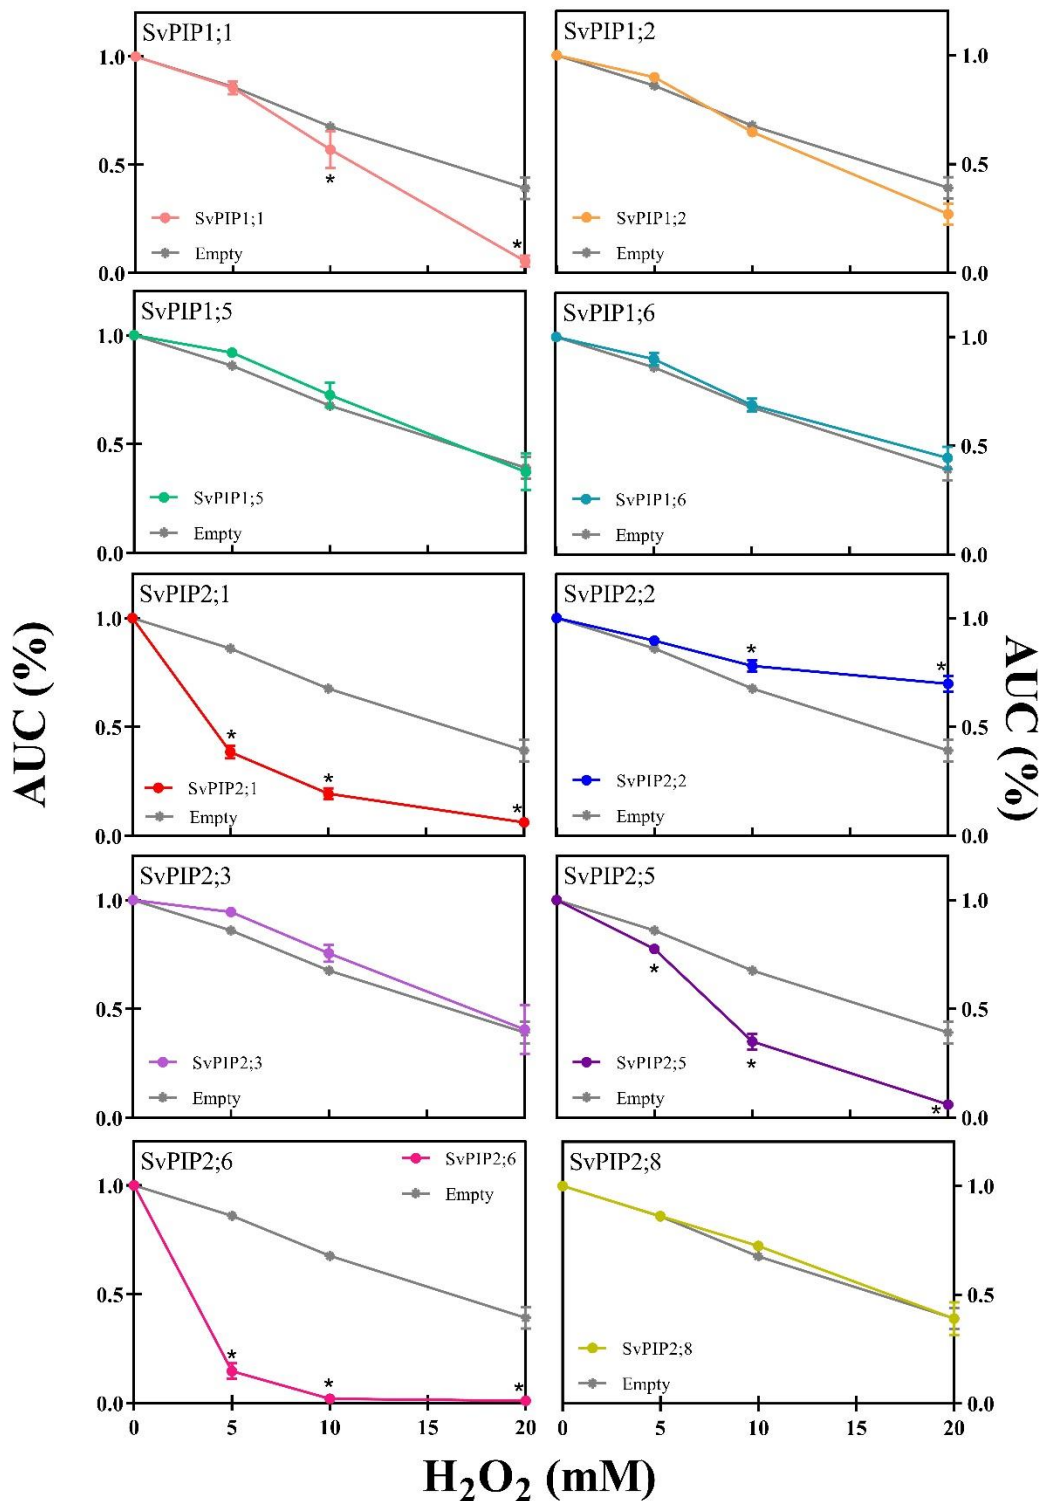 SvPIP1;1
1.0
0.5
0.0
SvPIP1;1
Empty
*
*
SvPIP1;2
1.0
0.5
0.0
SvPIP1;2
Empty
SvPIP1;5
1.0
0.5
0.0
SvPIP1;5
Empty
SvPIP1;6
1.0
0.5
0.0
SvPIP1;6
Empty
SvPIP2;1
1.0
0.5
0.0
*
*
*
SvPIP2;1
Empty
SvPIP2;2
1.0
0.5
0.0
*
*
SvPIP2;2
Empty
AUC (%)
AUC (%)
SvPIP2;3
1.0
0.5
0.0
SvPIP2;3
Empty
SvPIP2;5
1.0
0.5
0.0
*
*
*
SvPIP2;5
Empty
SvPIP2;6
1.0
0.5
0.0
SvPIP2;6
Empty
*
*
*
0 5 10 15 20
SvPIP2;8
1.0
0.5
0.0
SvPIP2;8
Empty
0 5 10 15 20
H₂O₂ (mM)